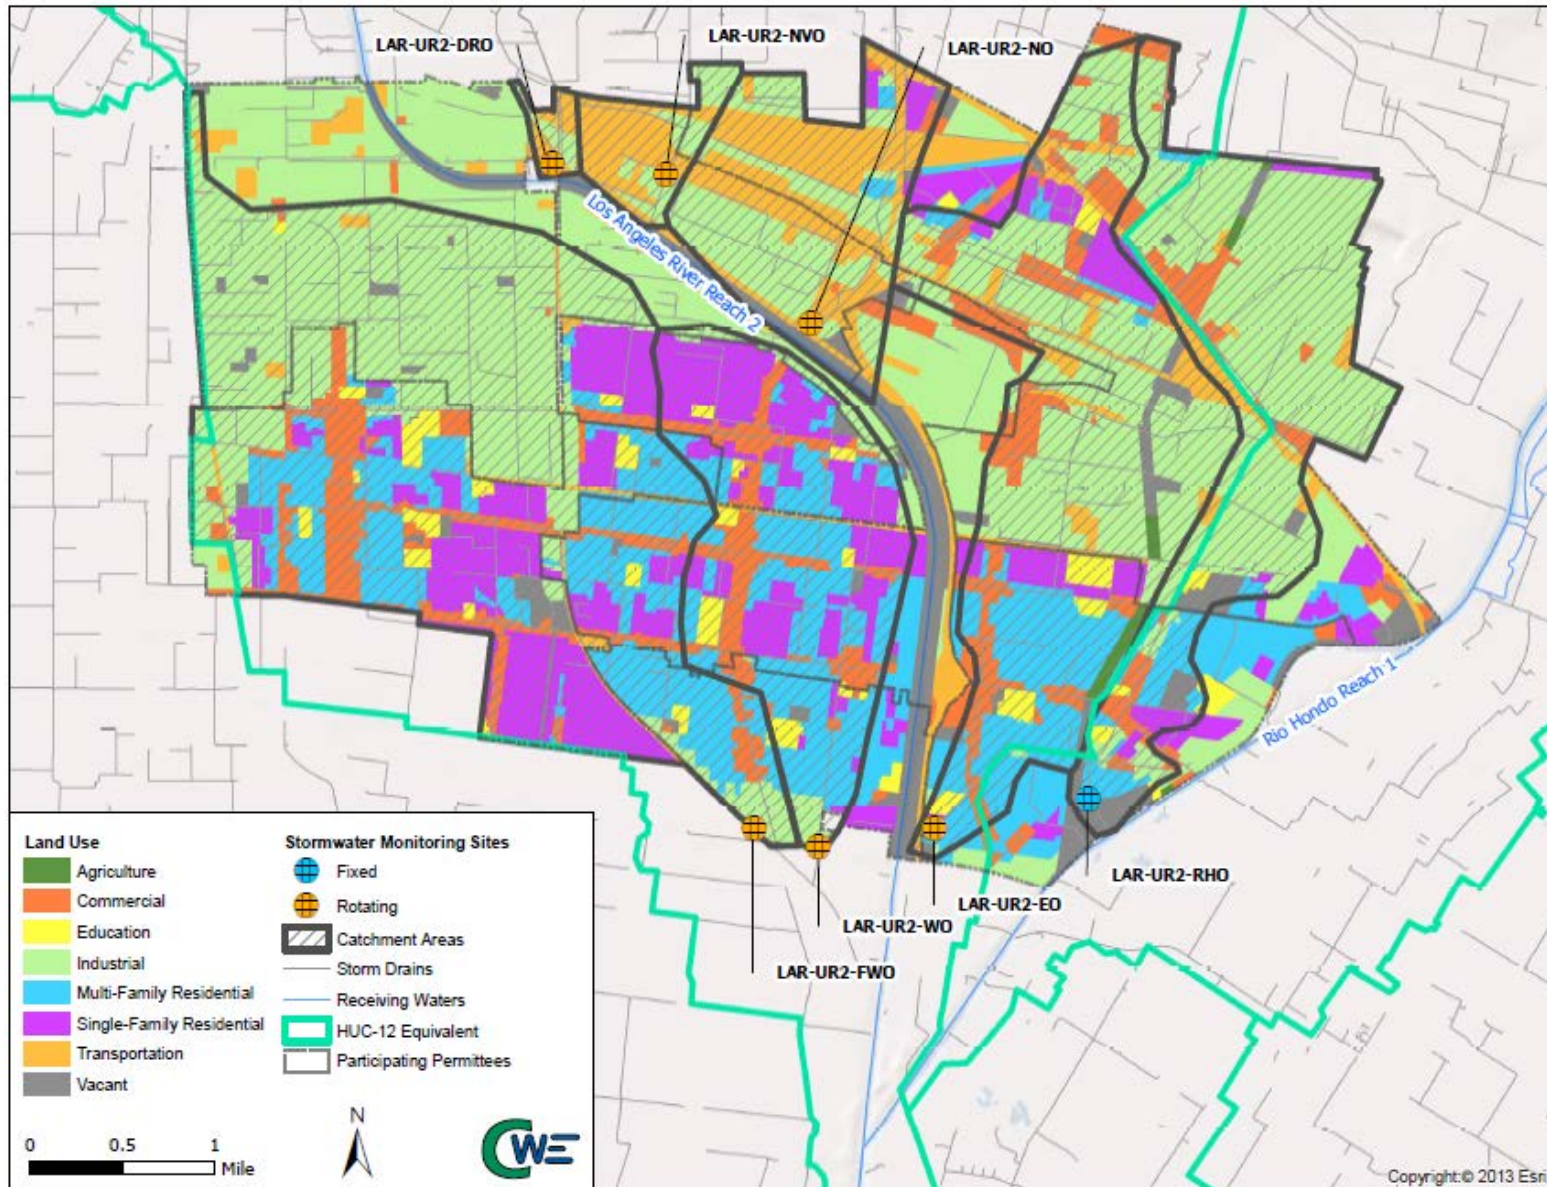 LAR-UR2-DRO
LAR-UR2-NVO
LAR-UR2-NO
Los Angeles River Reach 2
Rio Hondo Reach 1
LAR-UR2-RHO
LAR-UR2-EO
LAR-UR2-WO
LAR-UR2-FWO
Land Use
Agriculture
Commercial
Education
Industrial
Multi-Family Residential
Single-Family Residential
Transportation
Vacant
Stormwater Monitoring Sites
Fixed
Rotating
Catchment Areas
Storm Drains
Receiving Waters
HUC-12 Equivalent
Participating Permittees
0 0.5 1
Mile
N
CWE
Copyright:© 2013 Esri